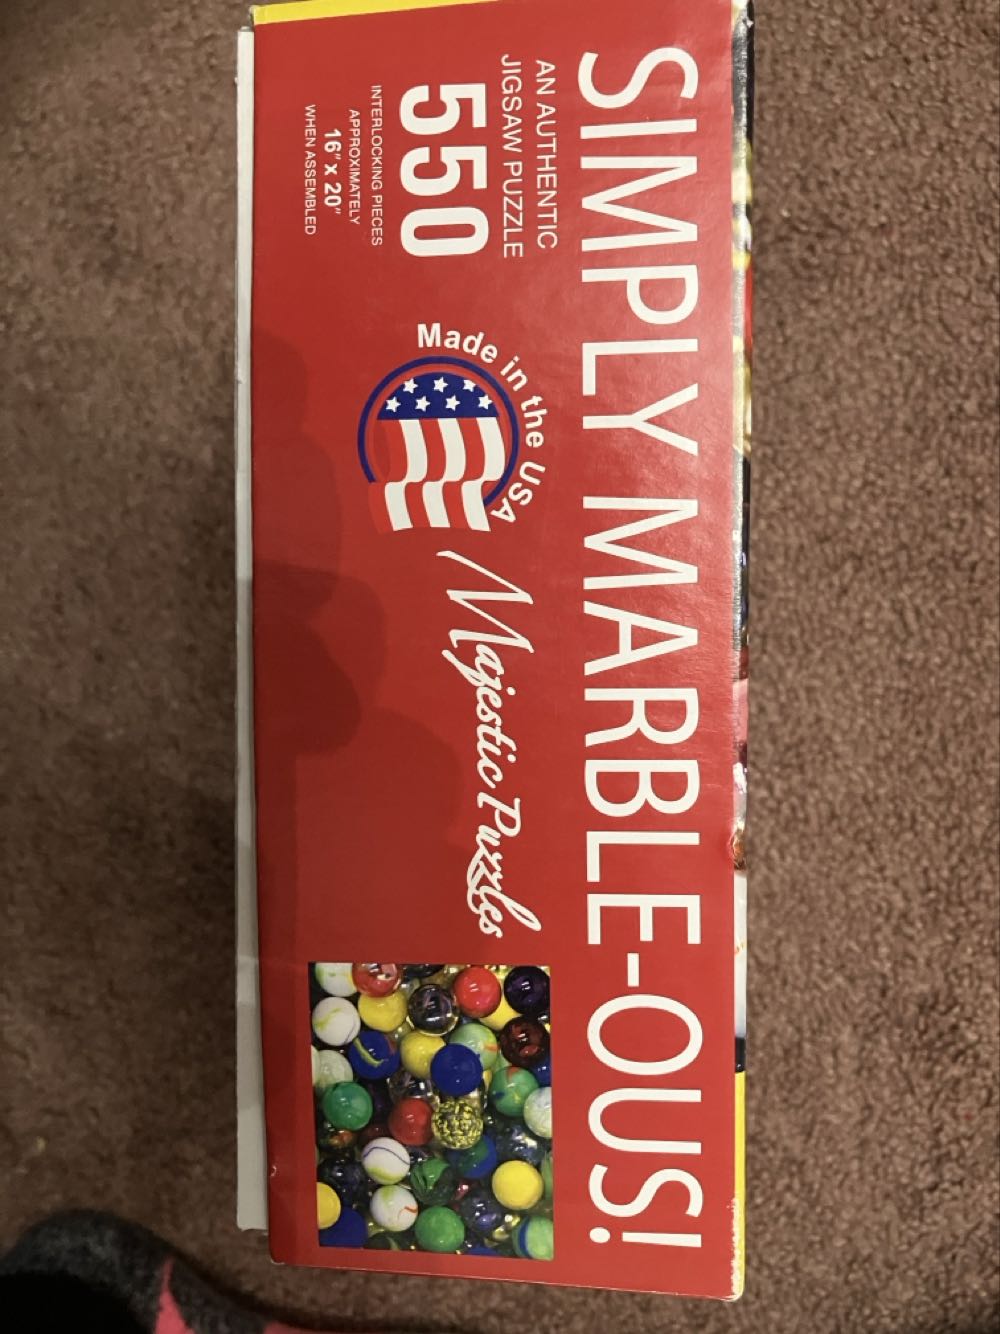 SIMPLY MARBLE-OUS!
AN AUTHENTIC
JIGSAW PUZZLE
550
INTERLOCKING PIECES
APPROXIMATELY
16" x 20"
WHEN ASSEMBLED
Made in the USA
Majestic Puzzles